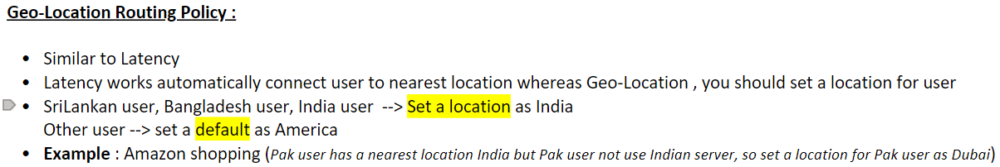 Geo-Location Routing Policy :
• Similar to Latency
• Latency works automatically connect user to nearest location whereas Geo-Location , you should set a location for user
• SriLankan user, Bangladesh user, India user --> Set a location as India
Other user --> set a default as America
• Example : Amazon shopping (Pak user has a nearest location India but Pak user not use Indian server, so set a location for Pak user as Dubai)